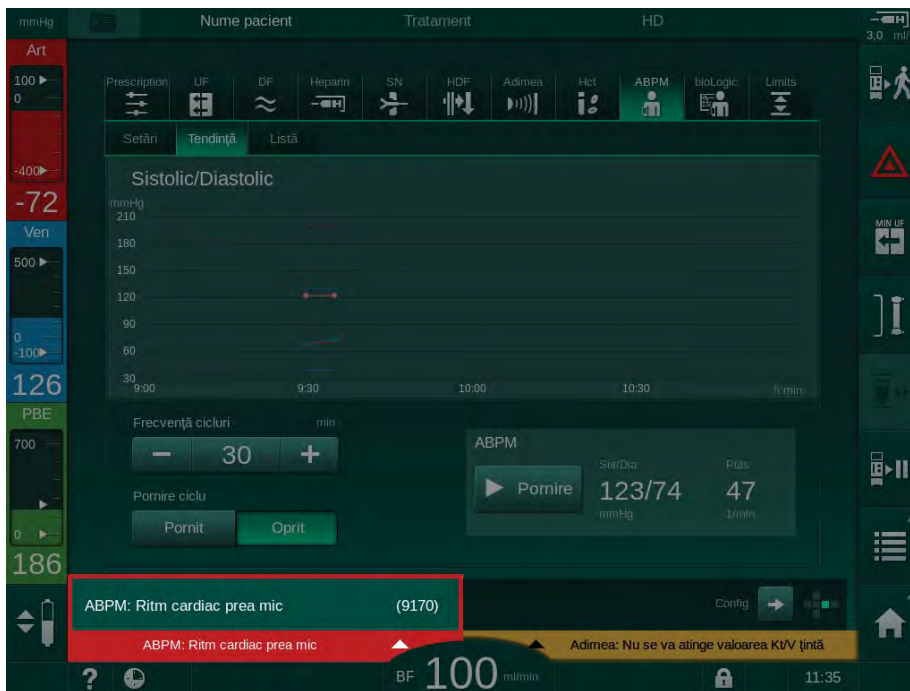 mmHg Nume pacient Tratament HD
3,0 ml/
Art
100
0
-400
-72
Ven
500
0
-100
126
PBE
700
0
186
Prescription UF DF Heparin SN HDF Adimea Hct ABPM bioLogic Limits
Setări Tendinţă Listă
Sistolic/Diastolic
mmHg
210
180
150
120
90
60
30
9:00 9:30 10:00 10:30 h:min
Frecvenţă cicluri min
30
Pornire ciclu
Pornit Oprit
ABPM
Pornire
Sis/Dia Puls
123/74 47
mmHg 1/min
MIN UF
ABPM: Ritm cardiac prea mic (9170)
Config.
ABPM: Ritm cardiac prea mic
Adimea: Nu se va atinge valoarea Kt/V ţintă
? BF 100 ml/min 11:35